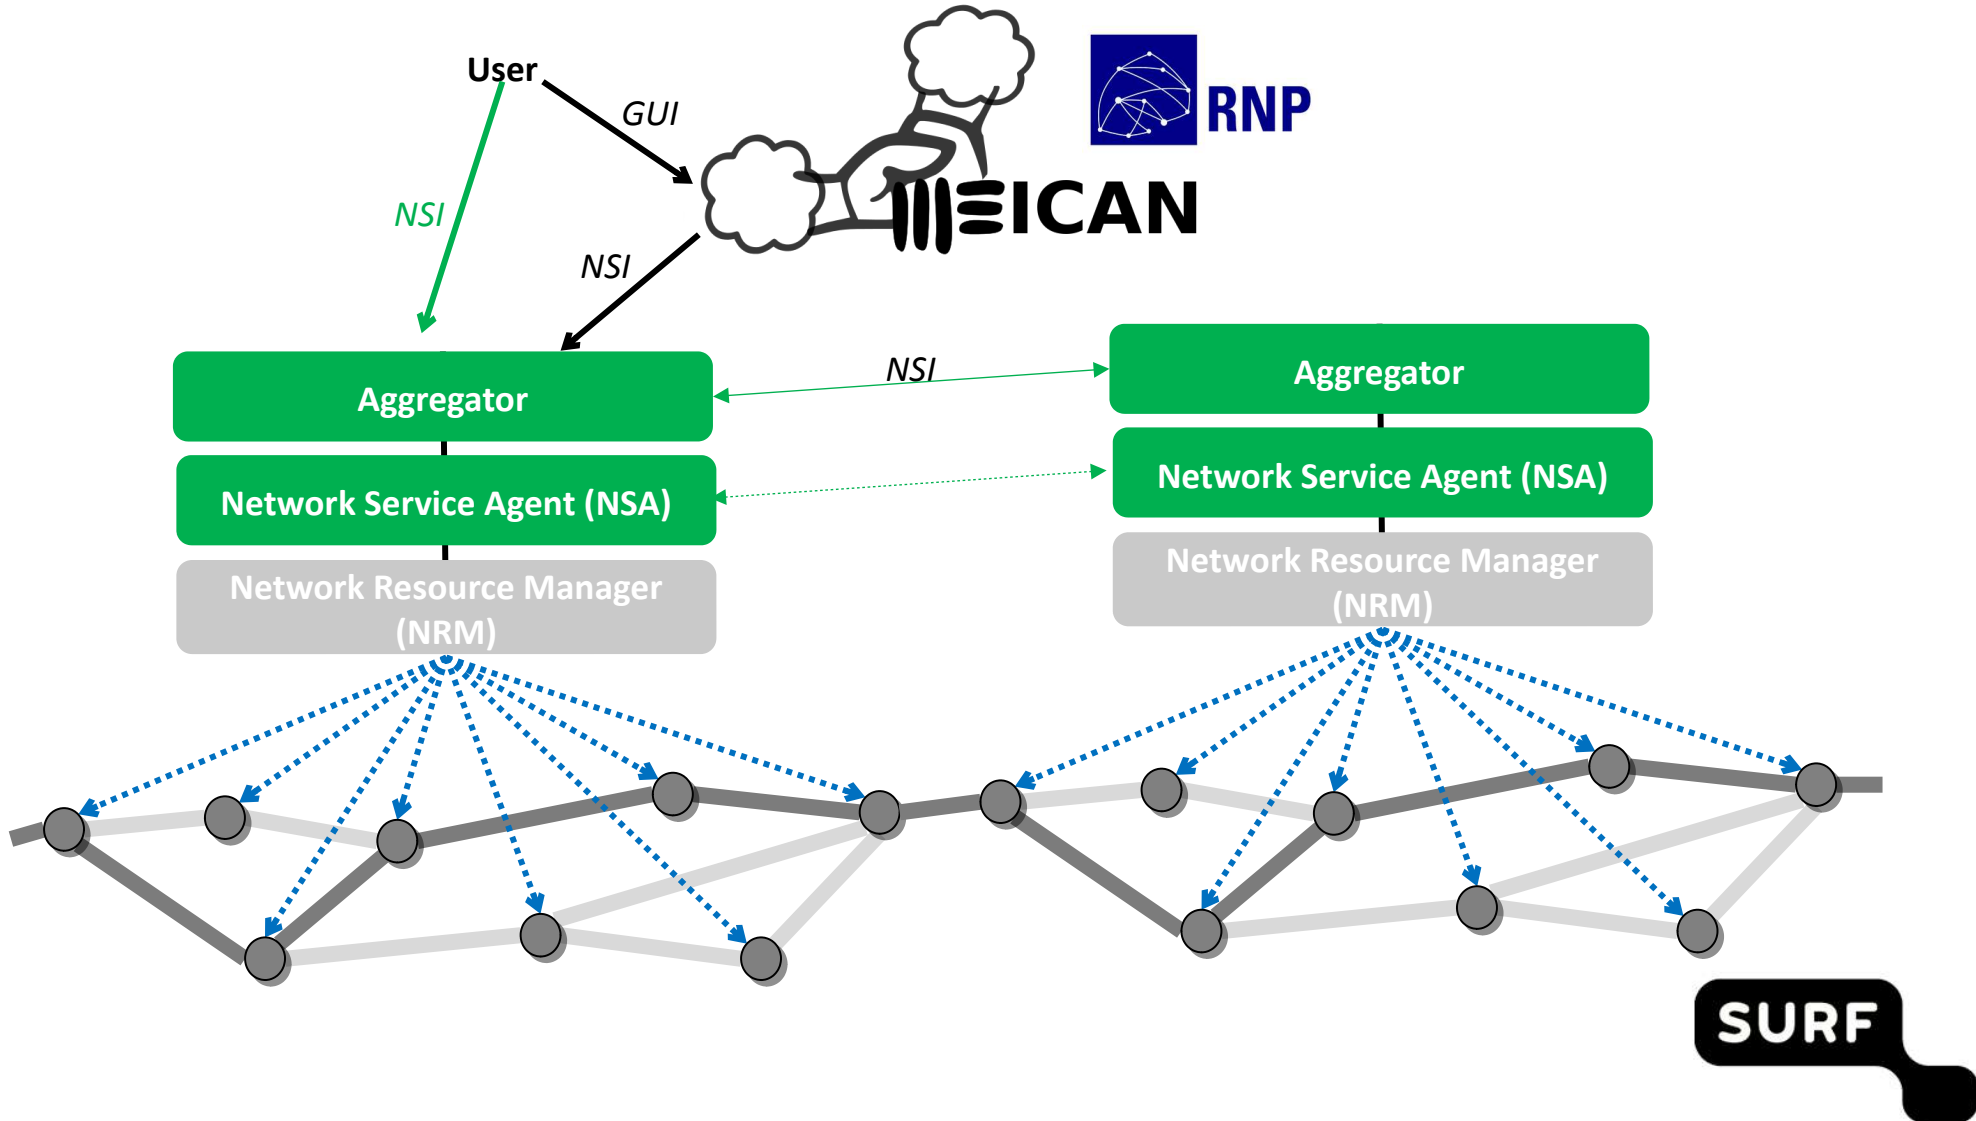 User
GUI
RNP
MEICAN
NSI
NSI
NSI
Aggregator
Aggregator
Network Service Agent (NSA)
Network Service Agent (NSA)
Network Resource Manager
(NRM)
Network Resource Manager
(NRM)
SURF